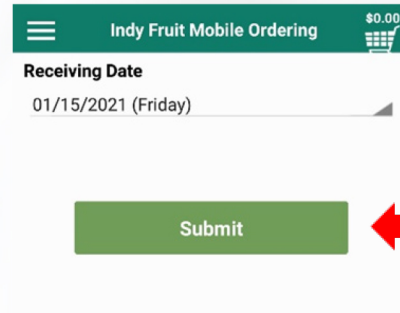 Indy Fruit Mobile Ordering
$0.00
Receiving Date
01/15/2021 (Friday)
Submit